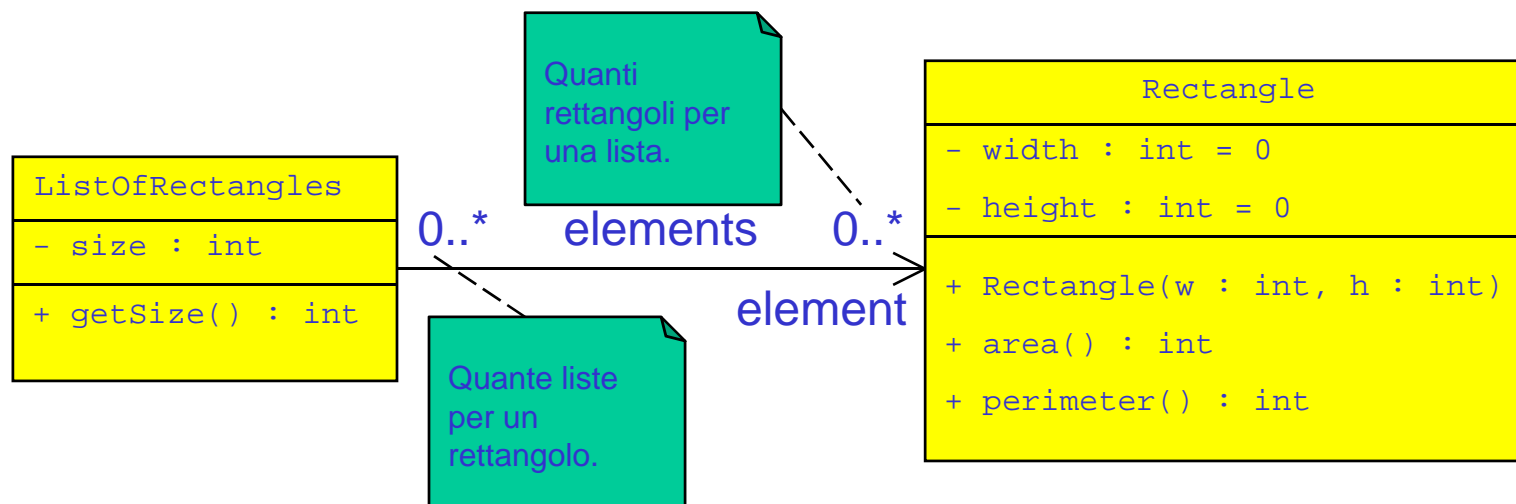 ListOfRectangles
- size : int
+ getSize() : int
0..*
Quanti
rettangoli per
una lista.
elements
0..*
element
Quante liste
per un
rettangolo.
Rectangle
- width : int = 0
- height : int = 0
+ Rectangle(w : int, h : int)
+ area() : int
+ perimeter() : int